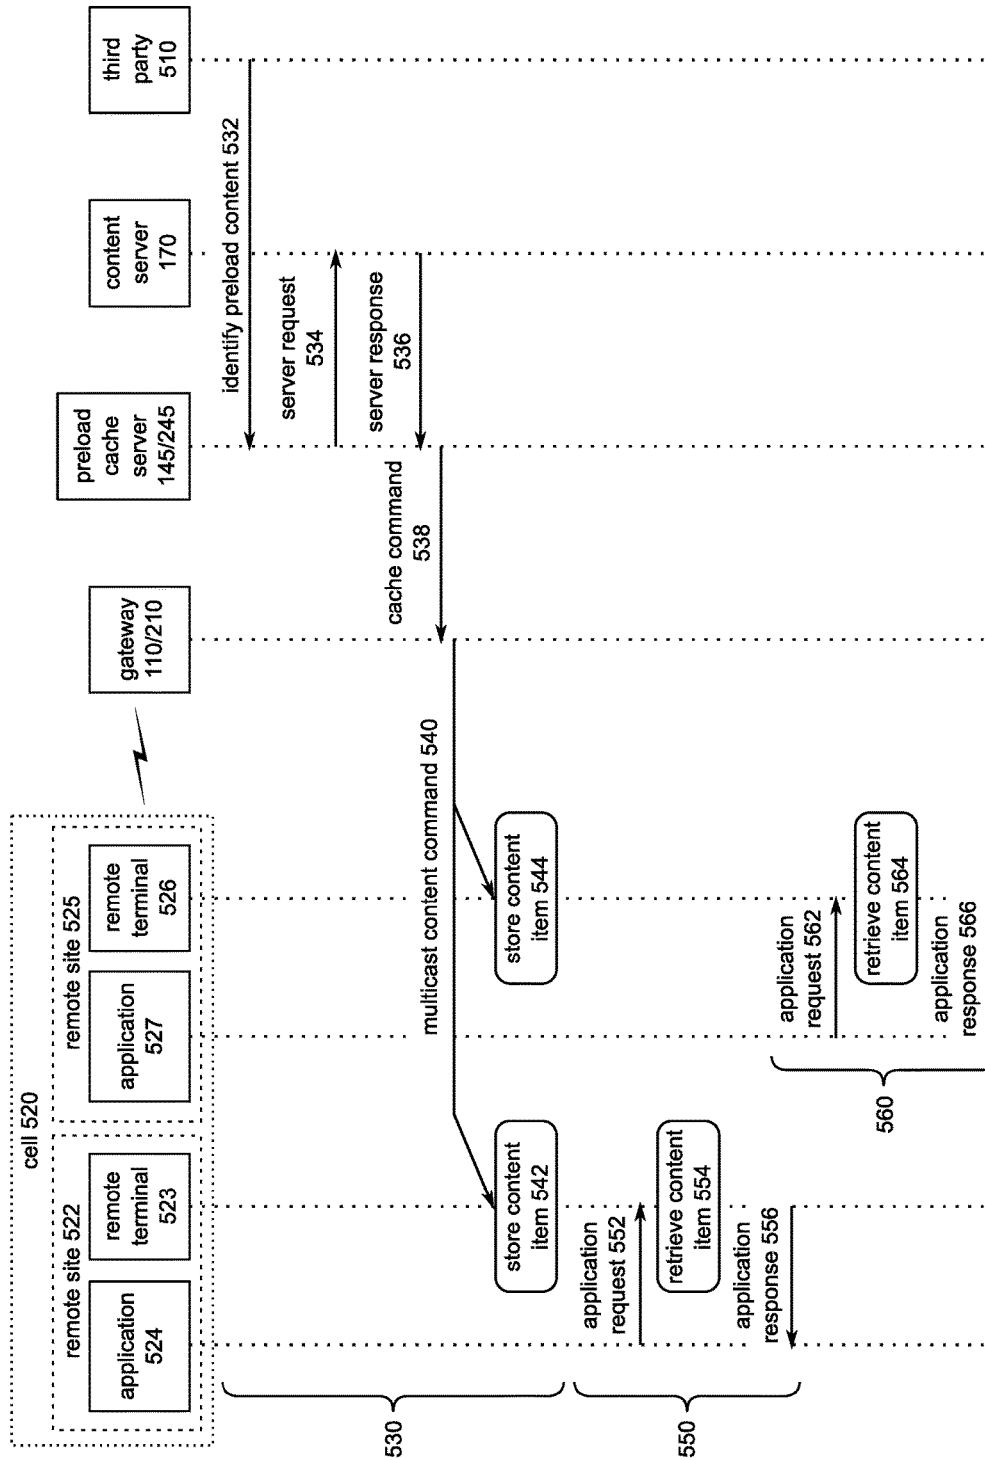 cell 520
remote site 522
remote site 525
application
524
remote
terminal
523
application
527
remote
terminal
526
gateway
110/210
preload
cache
server
145/245
content
server
170
third
party
510
identify preload content 532
server request
534
server response
536
cache command
538
multicast content command 540
store content
item 542
store content
item 544
530
application
request 552
retrieve content
item 554
application
response 556
550
application
request 562
retrieve content
item 564
application
response 566
560